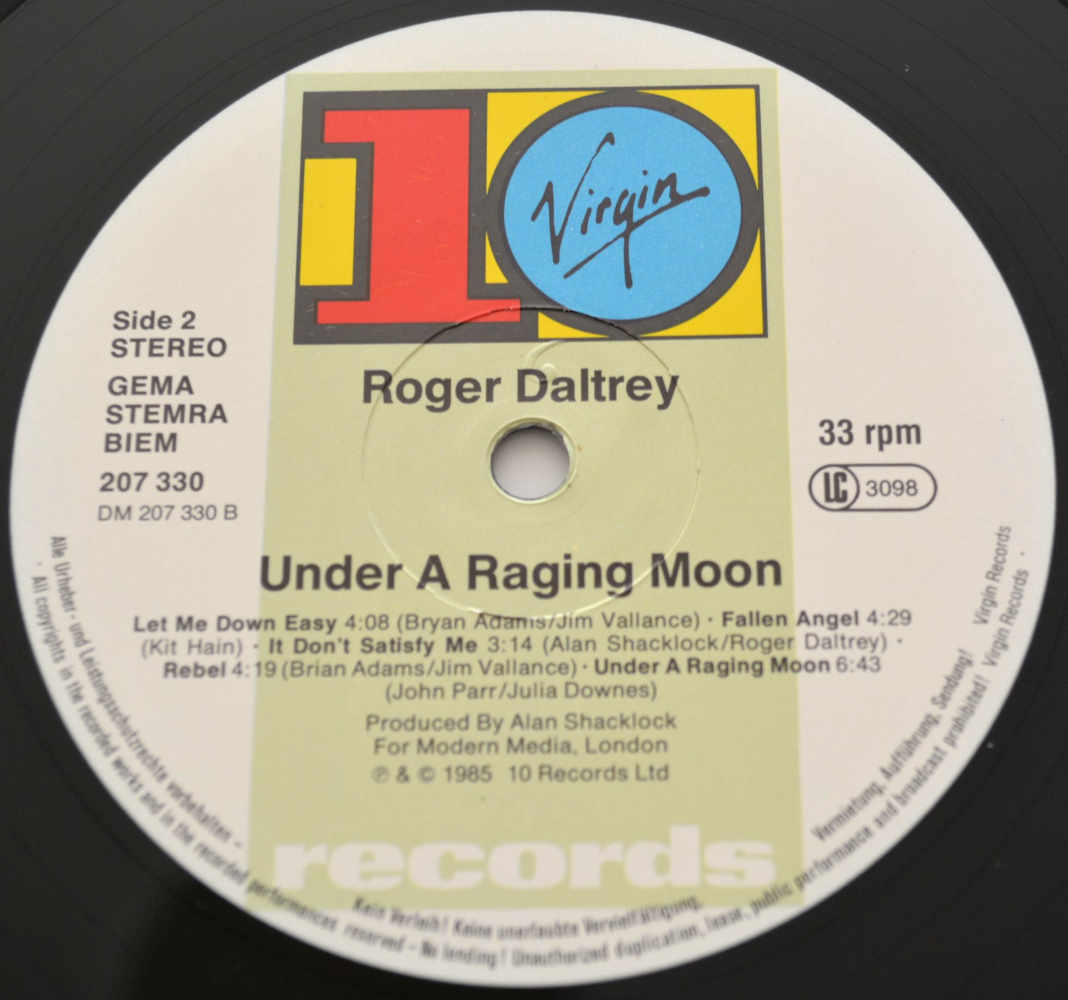 10
Virgin
Side 2
STEREO
GEMA
STEMRA
BIEM
207 330
DM 207 330 B
Roger Daltrey
33 rpm
LC 3098
Under A Raging Moon
Let Me Down Easy 4:08 (Bryan Adams/Jim Vallance) · Fallen Angel 4:29
(Kit Hain) · It Don't Satisfy Me 3:14 (Alan Shacklock/Roger Daltrey) ·
Rebel 4:19 (Brian Adams/Jim Vallance) · Under A Raging Moon 6:43
(John Parr/Julia Downes)
Produced By Alan Shacklock
For Modern Media, London
℗ & © 1985 10 Records Ltd
records
Alle Urheber- und Leistungsschutzrechte vorbehalten - Kein Verleih! Keine unerlaubte Vervielfältigung, Vermietung, Aufführung, Sendung! Virgin Records
· All copyrights in the recorded works and in the recorded performances reserved - No lending! Unauthorized duplication, lease, public performance and broadcast prohibited! Virgin Records ·